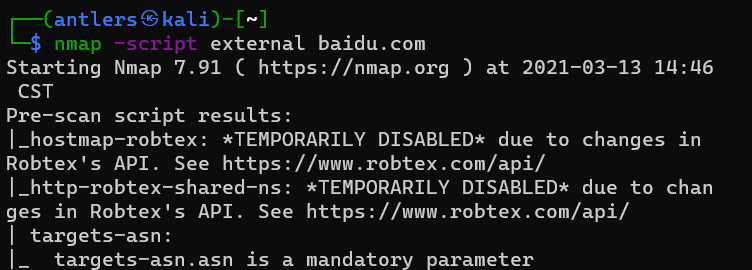 ┌──(antlers㉿kali)-[~]
└─$ nmap -script external baidu.com
Starting Nmap 7.91 ( https://nmap.org ) at 2021-03-13 14:46
 CST
Pre-scan script results:
|_hostmap-robtex: *TEMPORARILY DISABLED* due to changes in
Robtex's API. See https://www.robtex.com/api/
|_http-robtex-shared-ns: *TEMPORARILY DISABLED* due to chan
ges in Robtex's API. See https://www.robtex.com/api/
| targets-asn:
|_  targets-asn.asn is a mandatory parameter